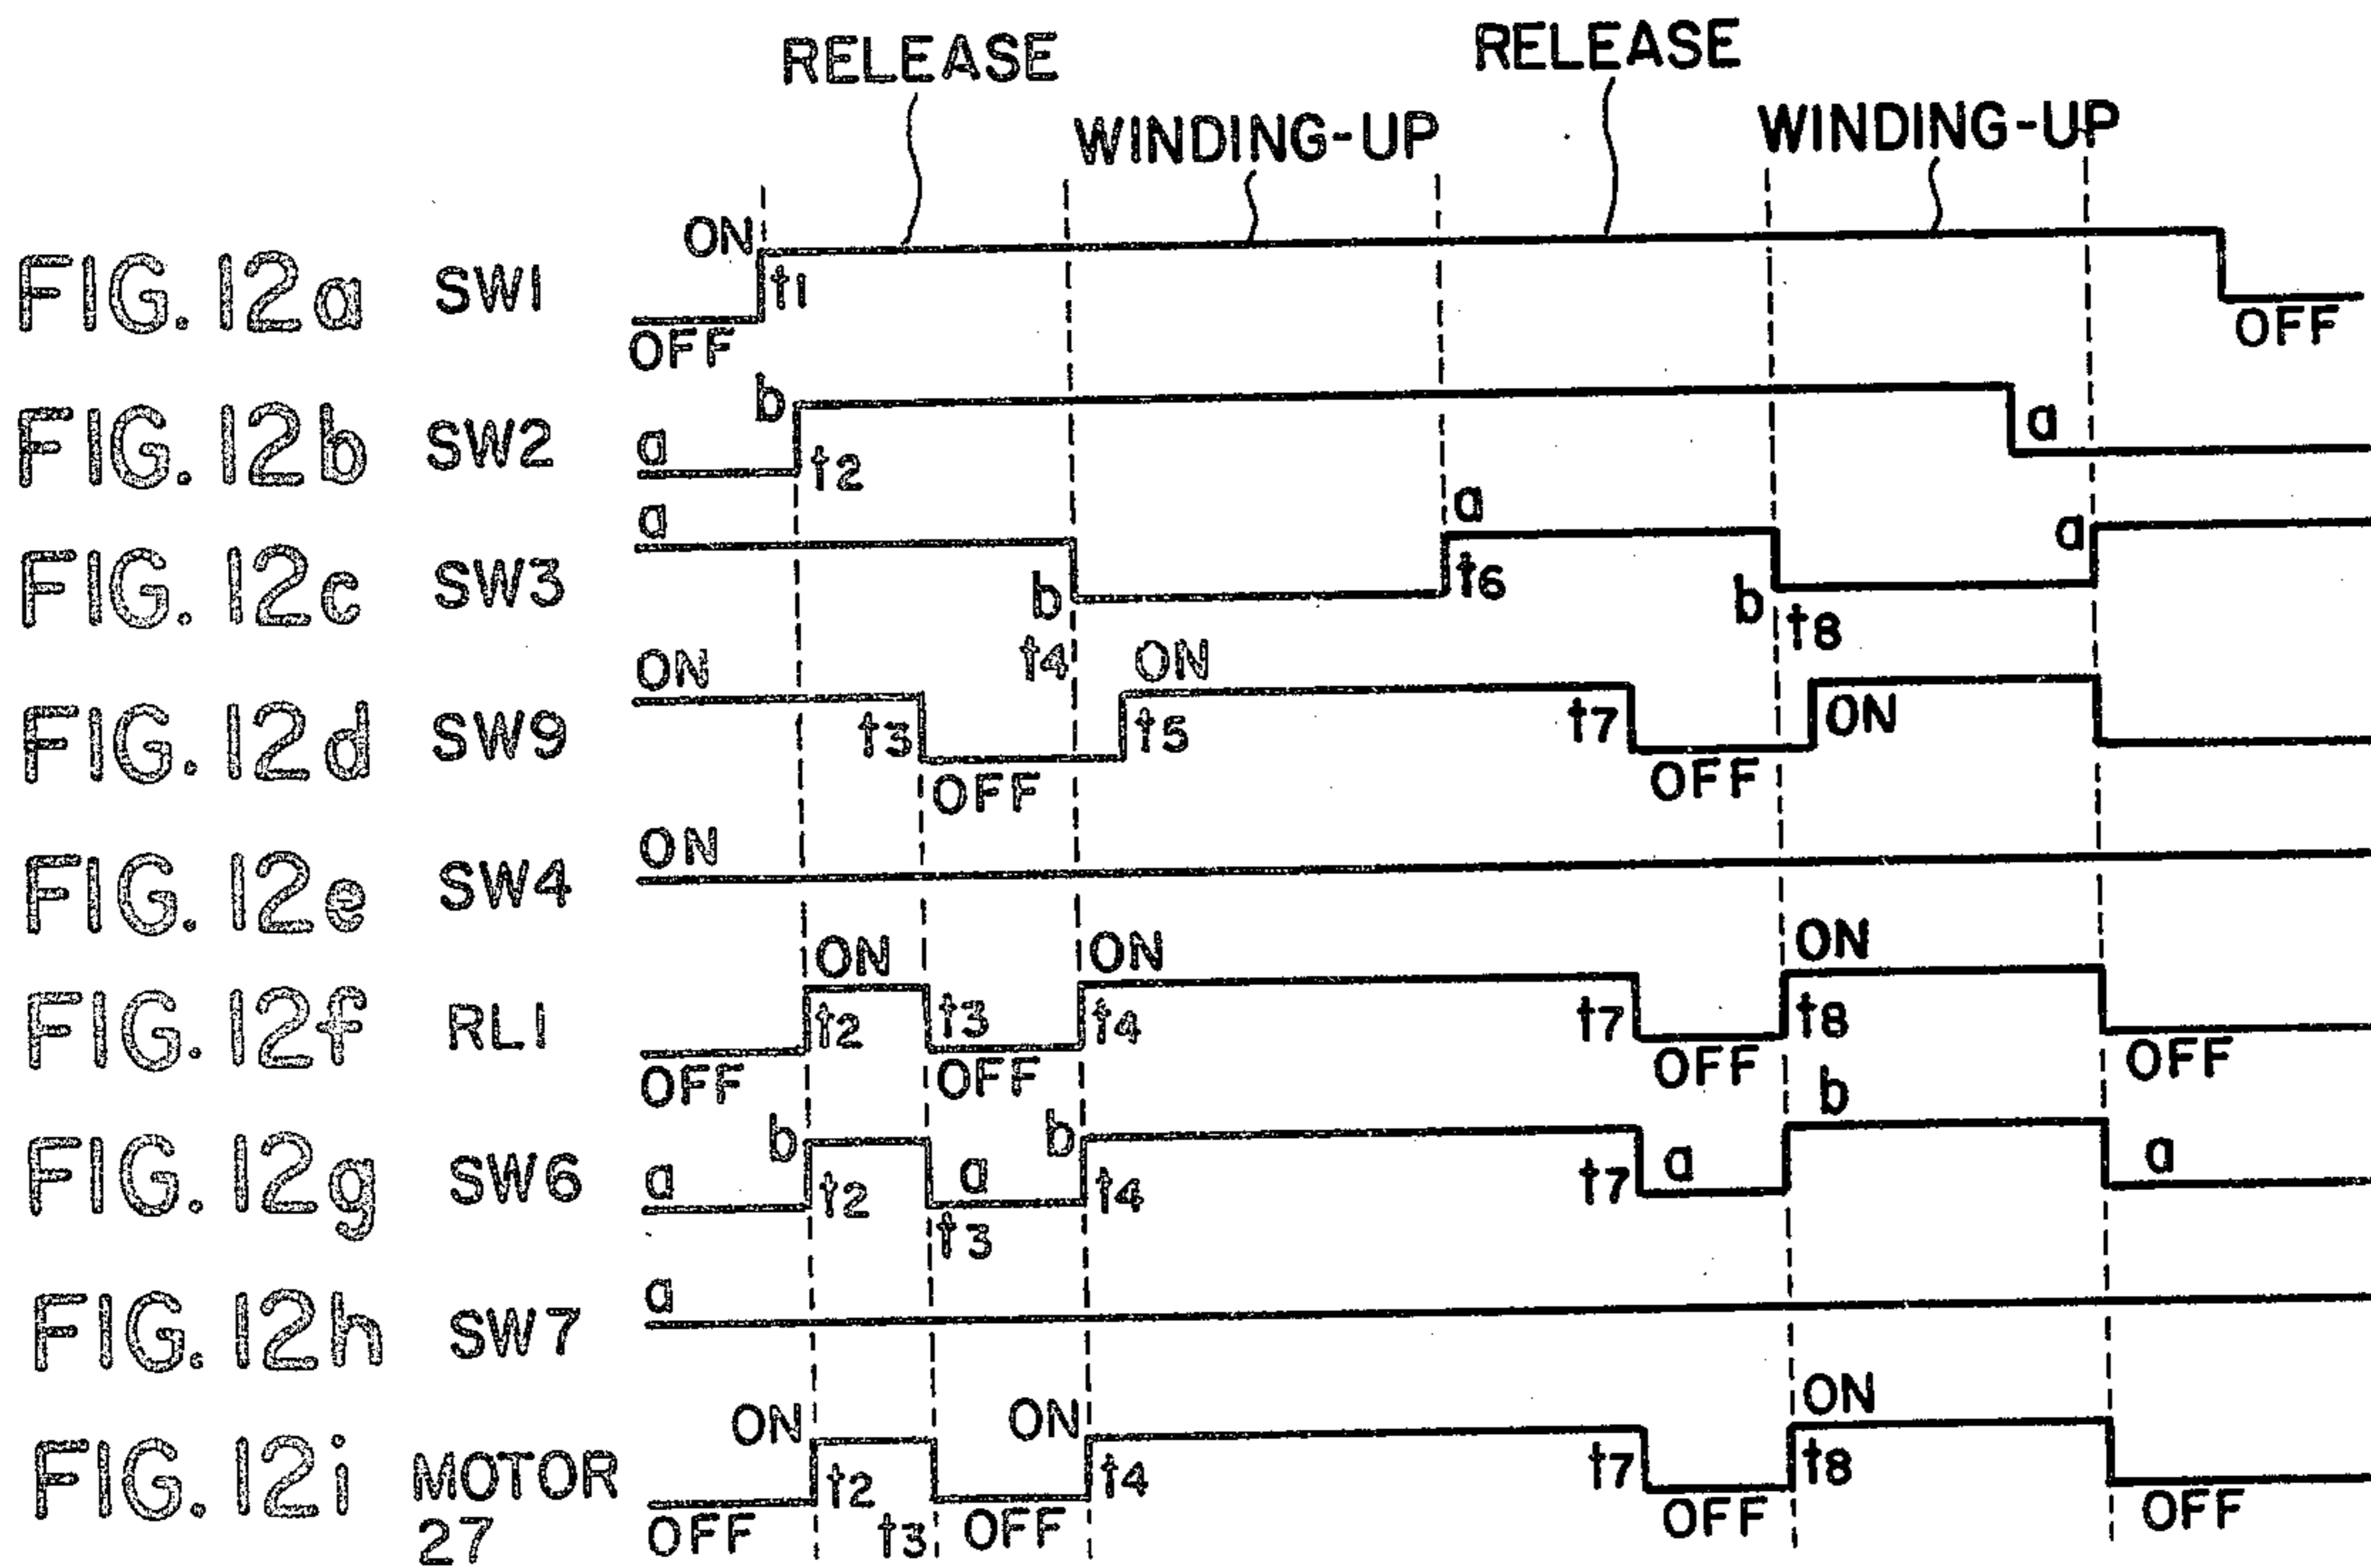 RELEASE RELEASE
WINDING-UP WINDING-UP
FIG. 12a SW1 OFF ON t1 OFF
FIG. 12b SW2 a b t2 a
FIG. 12c SW3 a b t4 a t6 b t8 a
FIG. 12d SW9 ON t3 OFF ON t5 t7 OFF ON
FIG. 12e SW4 ON
FIG. 12f RL1 OFF ON t2 t3 OFF ON t4 t7 OFF ON t8 OFF
FIG. 12g SW6 a b t2 a t3 b t4 t7 a b a
FIG. 12h SW7 a
FIG. 12i MOTOR 27 OFF ON t2 t3 OFF ON t4 t7 OFF ON t8 OFF